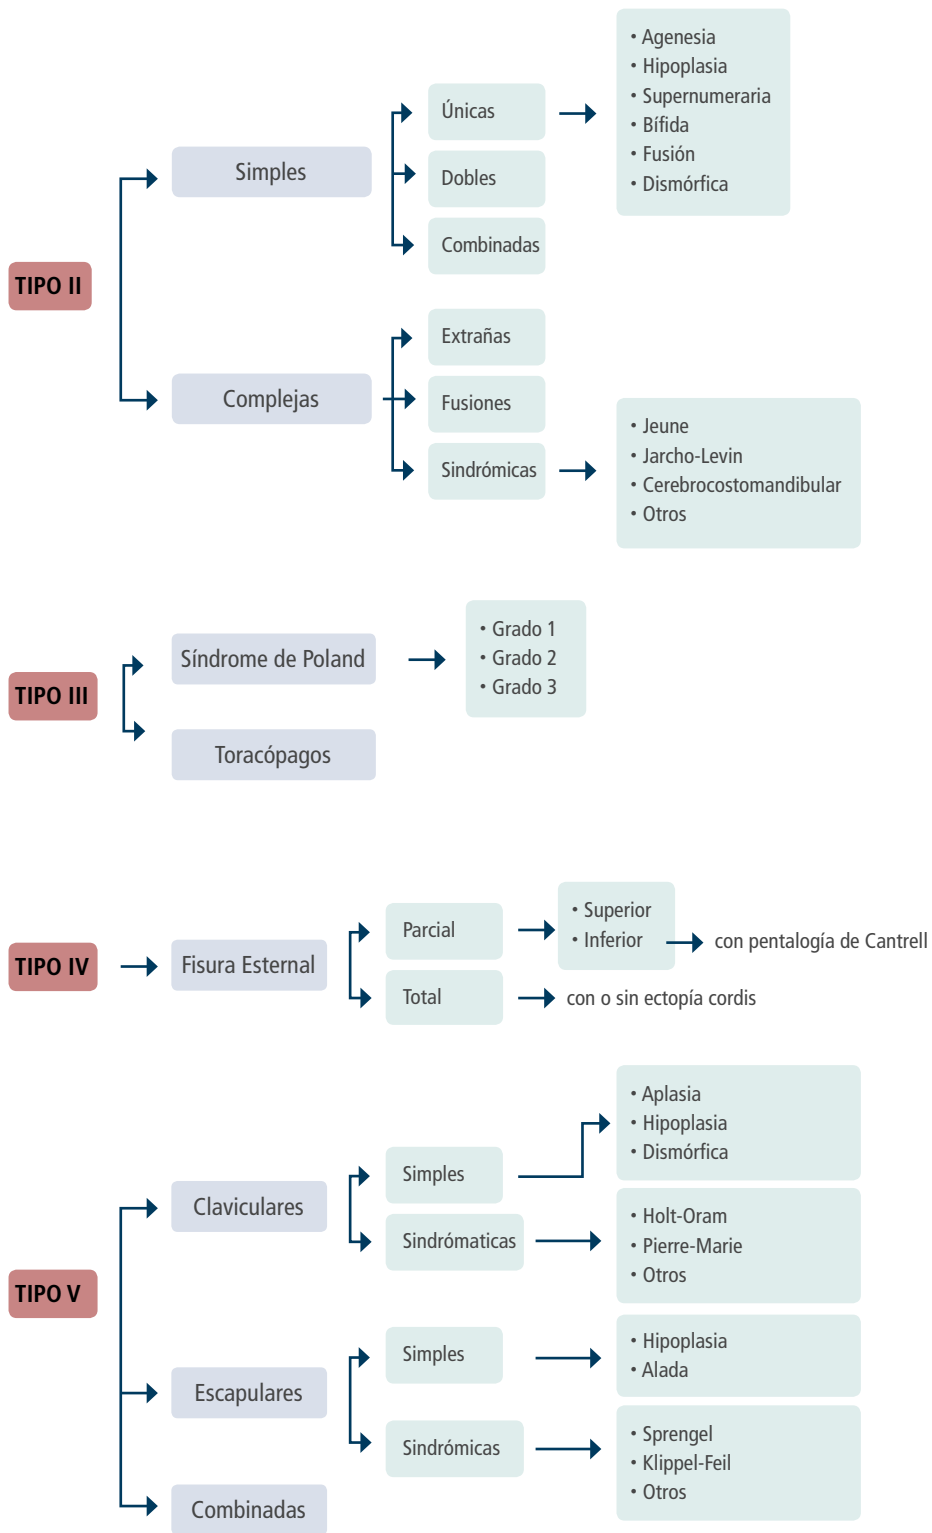 TIPO II
Simples
Únicas
• Agenesia
• Hipoplasia
• Supernumeraria
• Bífida
• Fusión
• Dismórfica
Dobles
Combinadas
Complejas
Extrañas
Fusiones
Sindrómicas
• Jeune
• Jarcho-Levin
• Cerebrocostomandibular
• Otros
TIPO III
Síndrome de Poland
• Grado 1
• Grado 2
• Grado 3
Toracópagos
TIPO IV
Fisura Esternal
Parcial
• Superior
• Inferior
con pentalogía de Cantrell
Total
con o sin ectopía cordis
TIPO V
Claviculares
Simples
• Aplasia
• Hipoplasia
• Dismórfica
Sindrómaticas
• Holt-Oram
• Pierre-Marie
• Otros
Escapulares
Simples
• Hipoplasia
• Alada
Sindrómicas
• Sprengel
• Klippel-Feil
• Otros
Combinadas